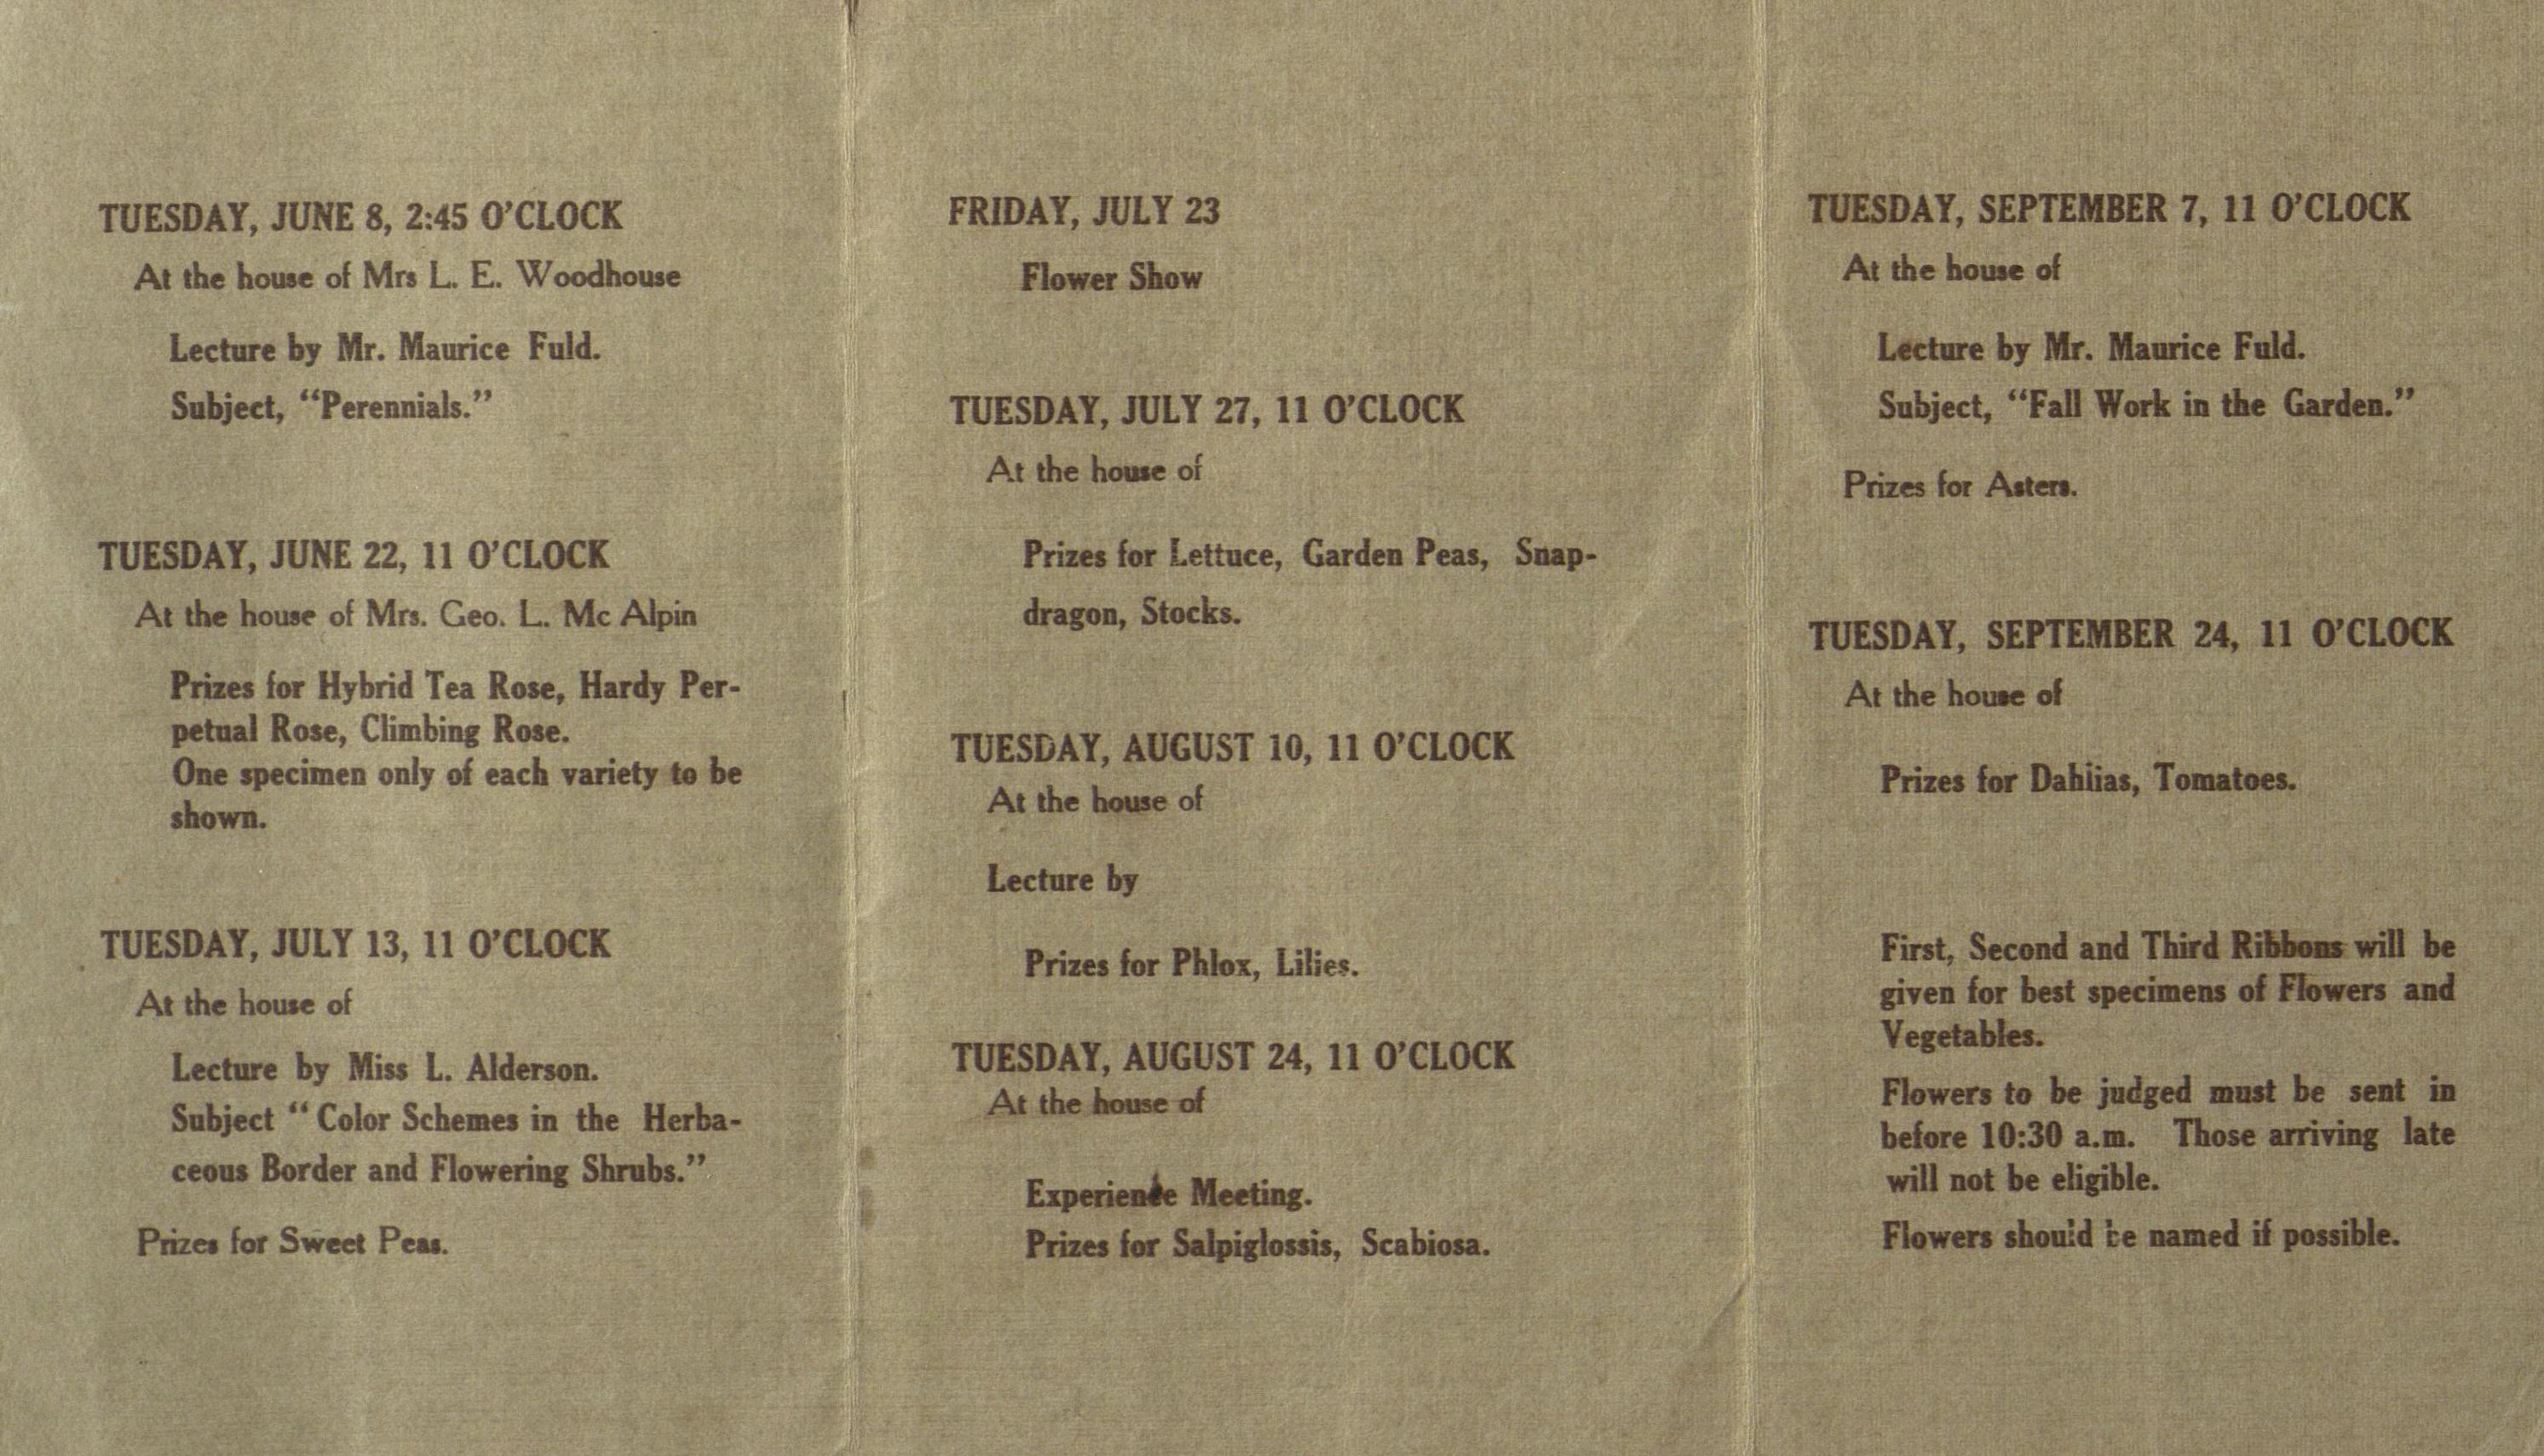 TUESDAY, JUNE 8, 2:45 O'CLOCK
At the house of Mrs L. E. Woodhouse
Lecture by Mr. Maurice Fuld.
Subject, "Perennials."
TUESDAY, JUNE 22, 11 O'CLOCK
At the house of Mrs. Geo. L. Mc Alpin
Prizes for Hybrid Tea Rose, Hardy Per-
petual Rose, Climbing Rose.
One specimen only of each variety to be
shown.
TUESDAY, JULY 13, 11 O'CLOCK
At the house of
Lecture by Miss L. Alderson.
Subject "Color Schemes in the Herba-
ceous Border and Flowering Shrubs."
Prizes for Sweet Peas.
FRIDAY, JULY 23
Flower Show
TUESDAY, JULY 27, 11 O'CLOCK
At the house of
Prizes for Lettuce, Garden Peas, Snap-
dragon, Stocks.
TUESDAY, AUGUST 10, 11 O'CLOCK
At the house of
Lecture by
Prizes for Phlox, Lilies.
TUESDAY, AUGUST 24, 11 O'CLOCK
At the house of
Experience Meeting.
Prizes for Salpiglossis, Scabiosa.
TUESDAY, SEPTEMBER 7, 11 O'CLOCK
At the house of
Lecture by Mr. Maurice Fuld.
Subject, "Fall Work in the Garden."
Prizes for Asters.
TUESDAY, SEPTEMBER 24, 11 O'CLOCK
At the house of
Prizes for Dahlias, Tomatoes.
First, Second and Third Ribbons will be
given for best specimens of Flowers and
Vegetables.
Flowers to be judged must be sent in
before 10:30 a.m. Those arriving late
will not be eligible.
Flowers should be named if possible.